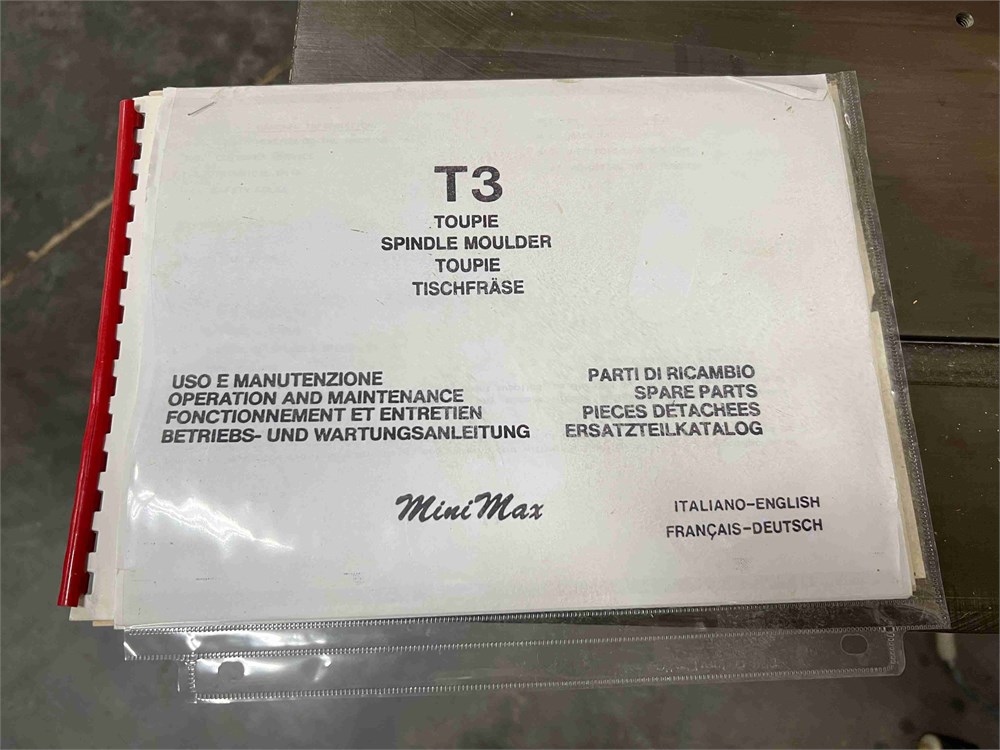 T3
TOUPIE
SPINDLE MOULDER
TOUPIE
TISCHFRÄSE
USO E MANUTENZIONE
OPERATION AND MAINTENANCE
FONCTIONNEMENT ET ENTRETIEN
BETRIEBS- UND WARTUNGSANLEITUNG
PARTI DI RICAMBIO
SPARE PARTS
PIECES DÉTACHEES
ERSATZTEILKATALOG
MiniMax
ITALIANO-ENGLISH
FRANÇAIS-DEUTSCH